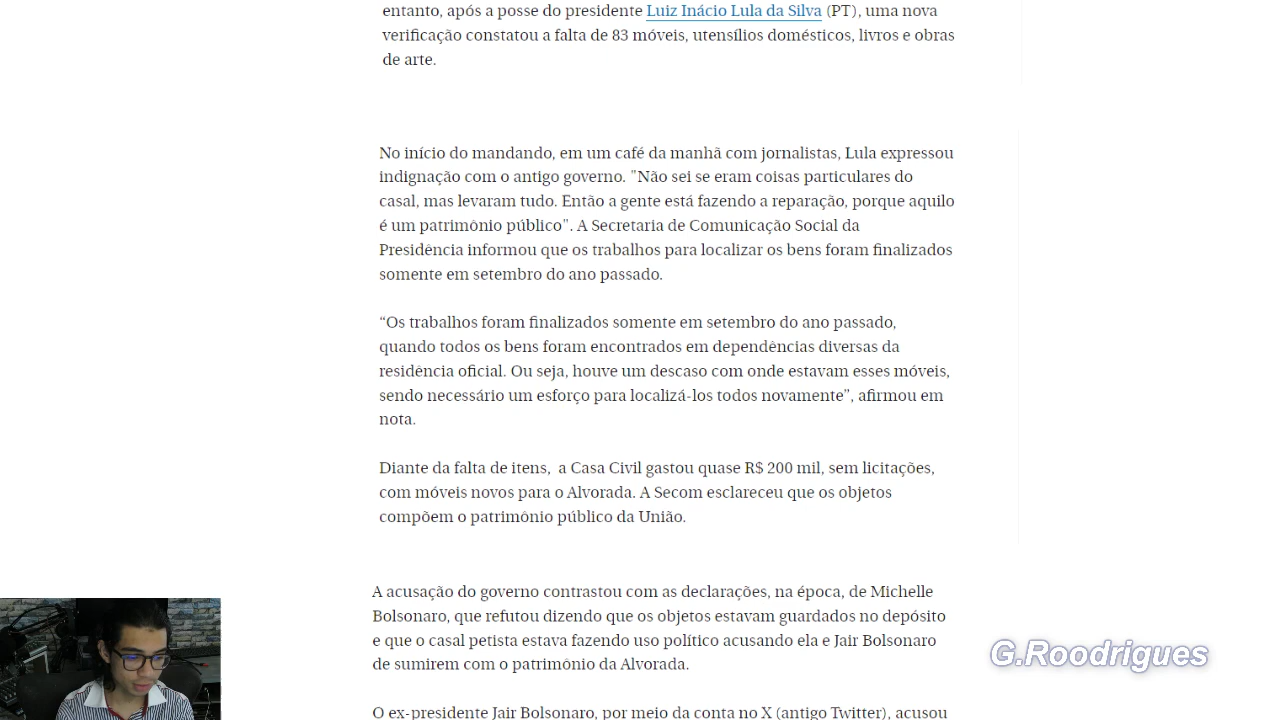 entanto, após a posse do presidente Luiz Inácio Lula da Silva (PT), uma nova
verificação constatou a falta de 83 móveis, utensílios domésticos, livros e obras
de arte.
No início do mandando, em um café da manhã com jornalistas, Lula expressou
indignação com o antigo governo. "Não sei se eram coisas particulares do
casal, mas levaram tudo. Então a gente está fazendo a reparação, porque aquilo
é um patrimônio público". A Secretaria de Comunicação Social da
Presidência informou que os trabalhos para localizar os bens foram finalizados
somente em setembro do ano passado.
“Os trabalhos foram finalizados somente em setembro do ano passado,
quando todos os bens foram encontrados em dependências diversas da
residência oficial. Ou seja, houve um descaso com onde estavam esses móveis,
sendo necessário um esforço para localizá-los todos novamente”, afirmou em
nota.
Diante da falta de itens,  a Casa Civil gastou quase R$ 200 mil, sem licitações,
com móveis novos para o Alvorada. A Secom esclareceu que os objetos
compõem o patrimônio público da União.
A acusação do governo contrastou com as declarações, na época, de Michelle
Bolsonaro, que refutou dizendo que os objetos estavam guardados no depósito
e que o casal petista estava fazendo uso político acusando ela e Jair Bolsonaro
de sumirem com o patrimônio da Alvorada.
G.Roodrigues
O ex-presidente Jair Bolsonaro, por meio da conta no X (antigo Twitter), acusou